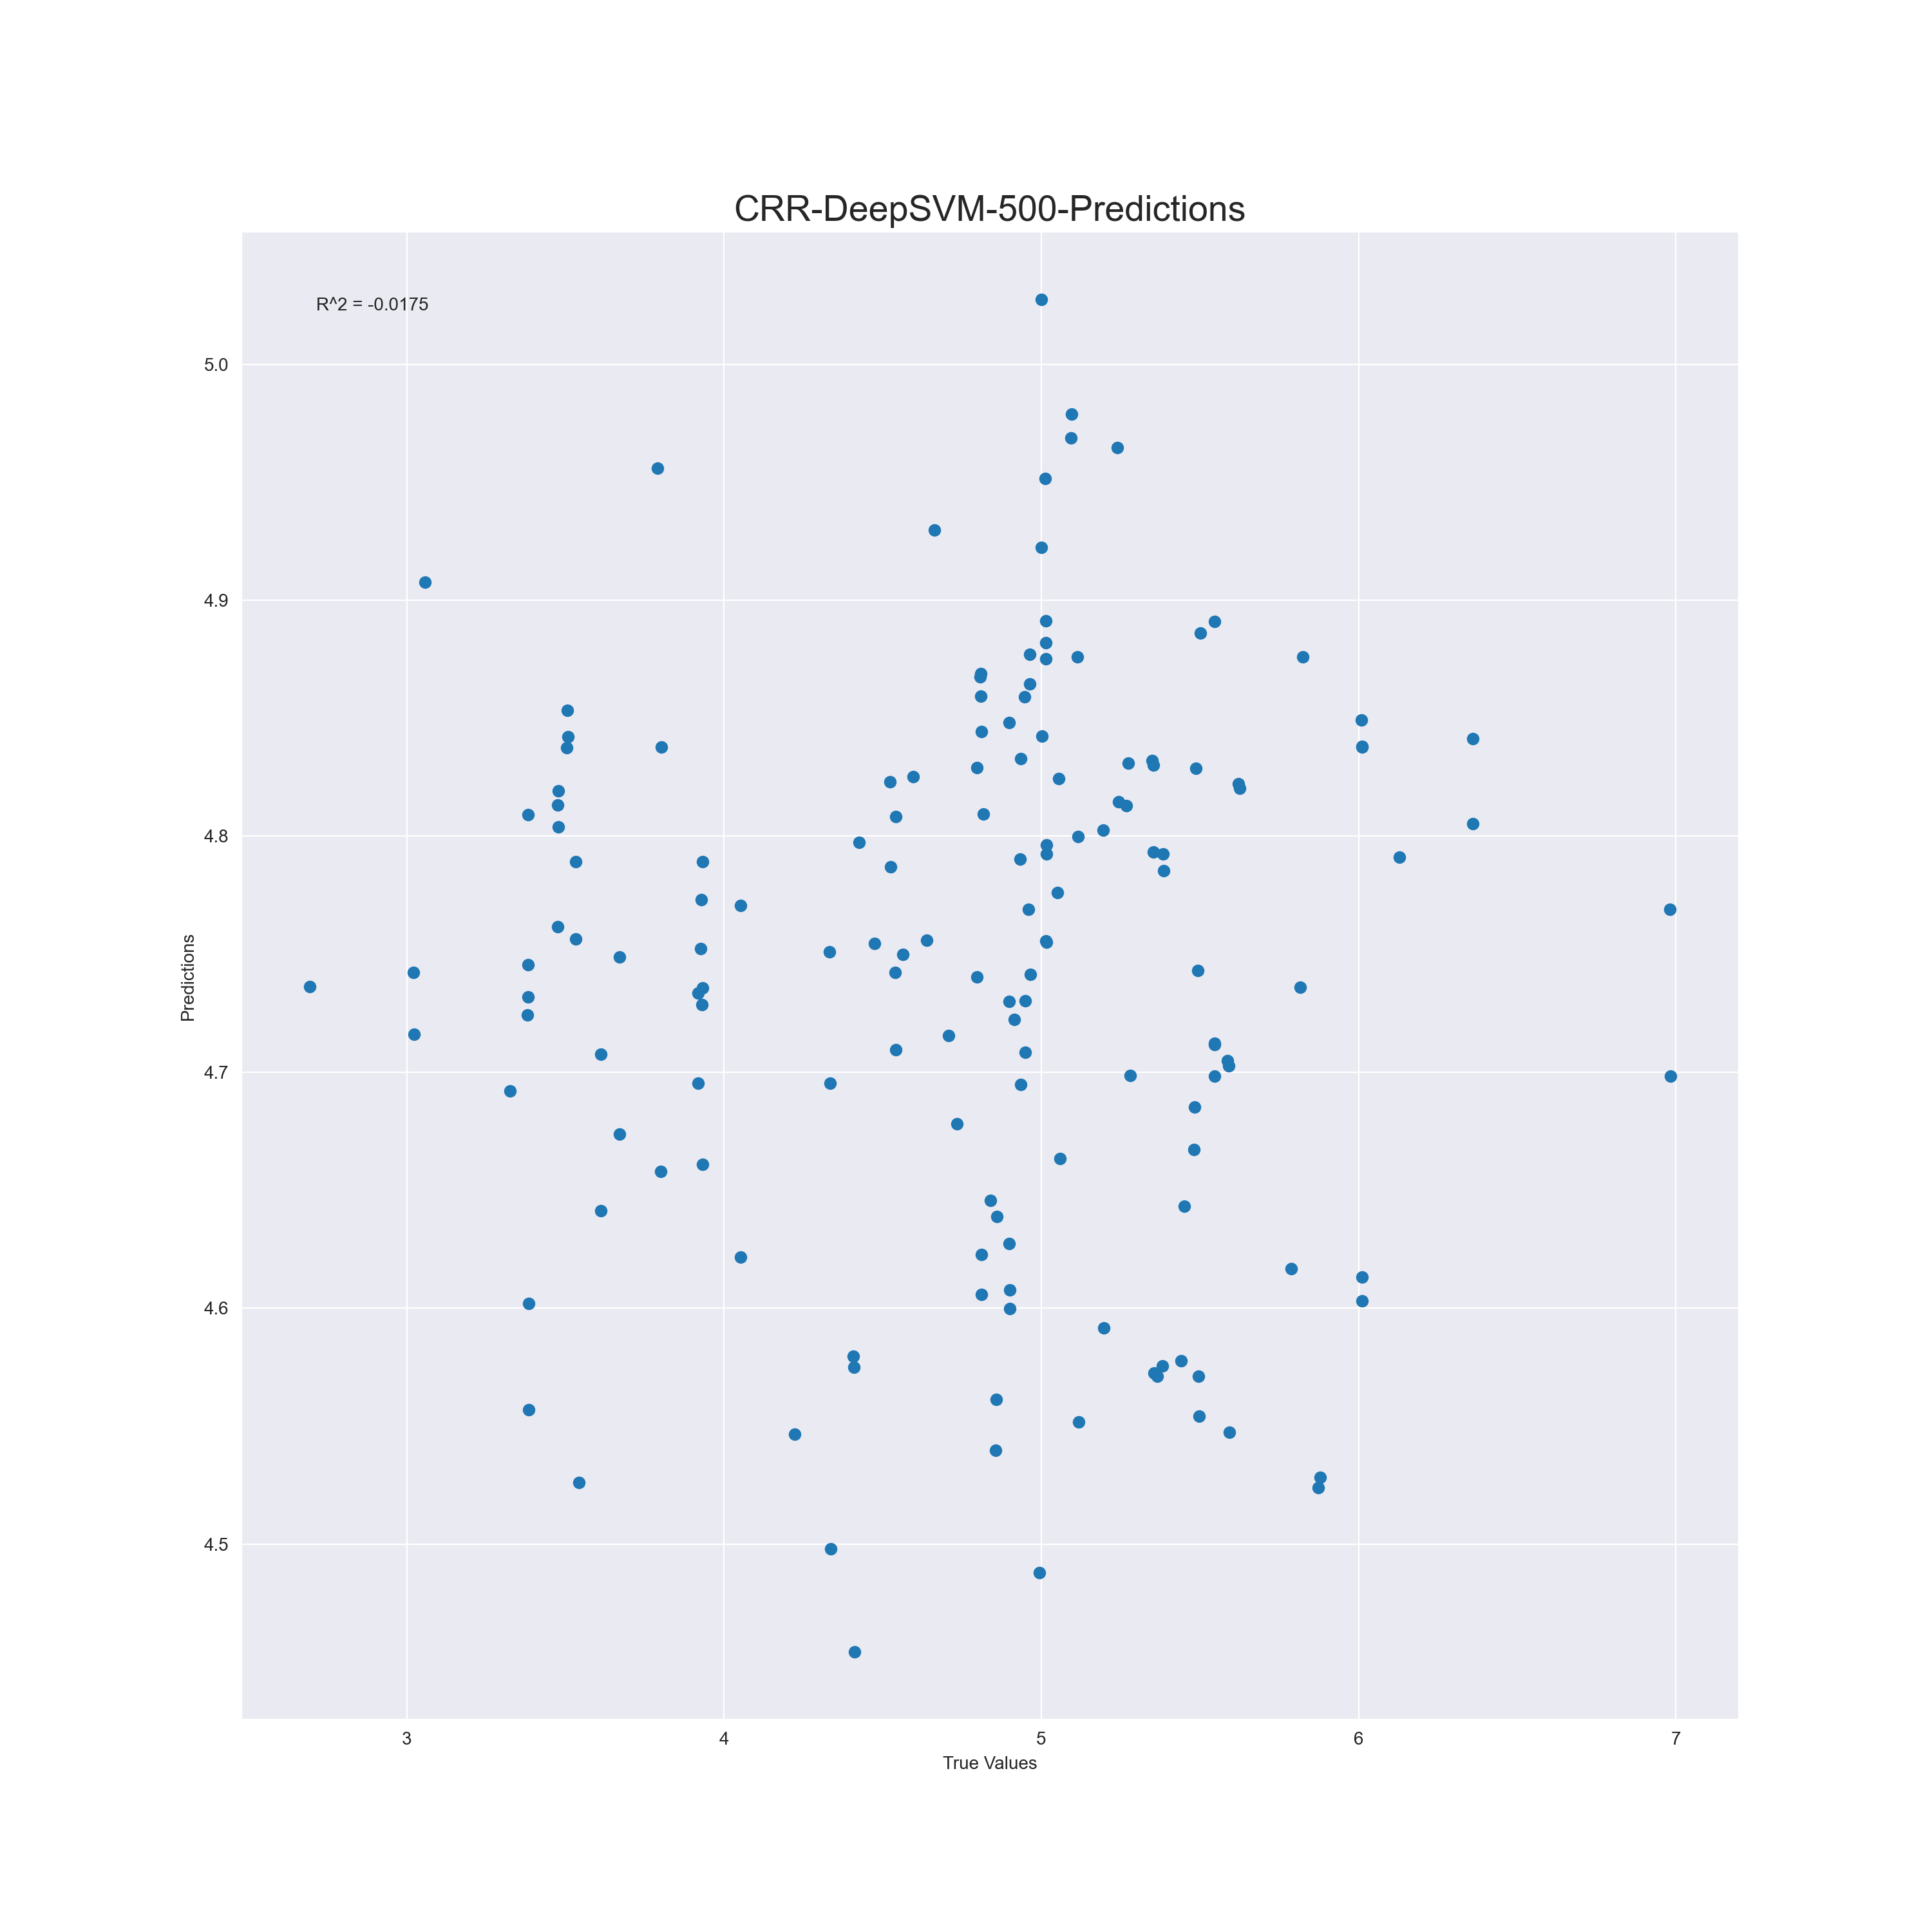 CRR-DeepSVM-500-Predictions
R^2 = -0.0175
5.0
4.9
4.8
4.7
4.6
4.5
Predictions
3 4 5 6 7
True Values